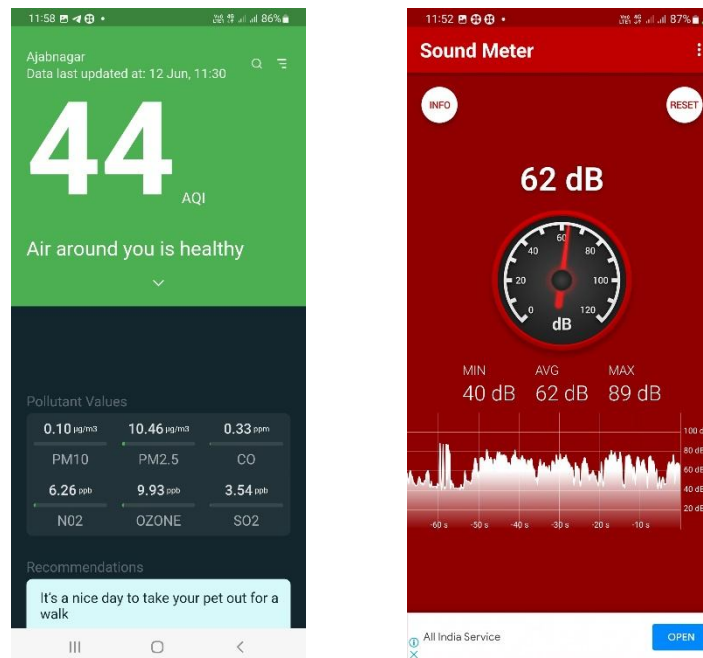 11:58
86%
Ajabnagar
Data last updated at: 12 Jun, 11:30
44
AQI
Air around you is healthy
Pollutant Values
0.10 µg/m3 10.46 µg/m3 0.33 ppm
PM10 PM2.5 CO
6.26 ppb 9.93 ppb 3.54 ppb
N02 OZONE SO2
Recommendations
It's a nice day to take your pet out for a
walk
11:52
87%
Sound Meter
INFO RESET
62 dB
0 20 40 60 80 100 120
dB
MIN AVG MAX
40 dB 62 dB 89 dB
100 d
80 dB
60 dB
40 dB
20 dB
-60 s -50 s -40 s -30 s -20 s -10 s
All India Service
OPEN